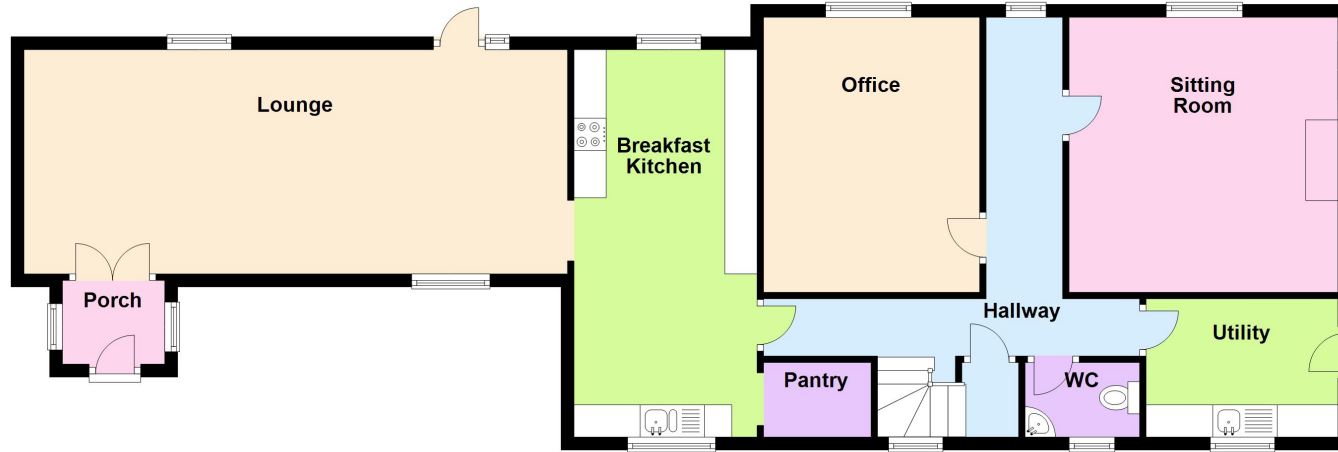 Lounge
Breakfast
Kitchen
Office
Sitting
Room
Porch
Hallway
Utility
Pantry
WC